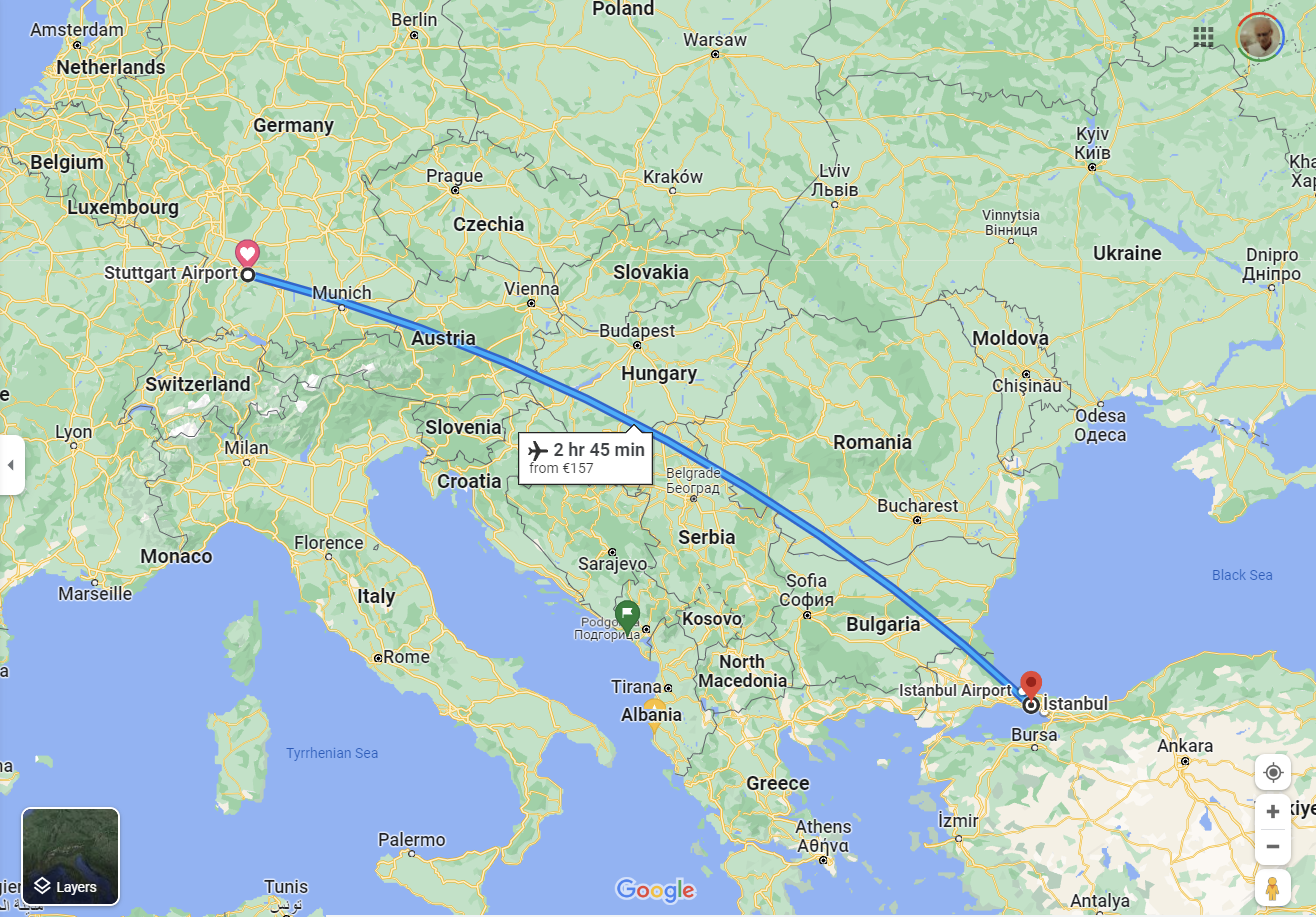 Poland
Amsterdam
Berlin
Warsaw
Netherlands
Germany
Kyiv
Київ
Belgium
Lviv
Львів
Prague
Kraków
Luxembourg
Czechia
Vinnytsia
Вінниця
Ukraine
Dnipro
Дніпро
Stuttgart Airport
Slovakia
Munich
Vienna
Budapest
Austria
Moldova
Hungary
Switzerland
Chișinău
Odesa
Одеса
Lyon
Slovenia
Milan
Romania
2 hr 45 min
from €157
Belgrade
Београд
Croatia
Bucharest
Serbia
Florence
Monaco
Sarajevo
Black Sea
Marseille
Italy
Sofia
София
Kosovo
Bulgaria
Подгорица
Rome
North
Macedonia
Tirana
Istanbul Airport
İstanbul
Albania
Bursa
Tyrrhenian Sea
Ankara
Greece
İzmir
Athens
Αθήνα
Palermo
Layers
Tunis
تونس
Google
Antalya